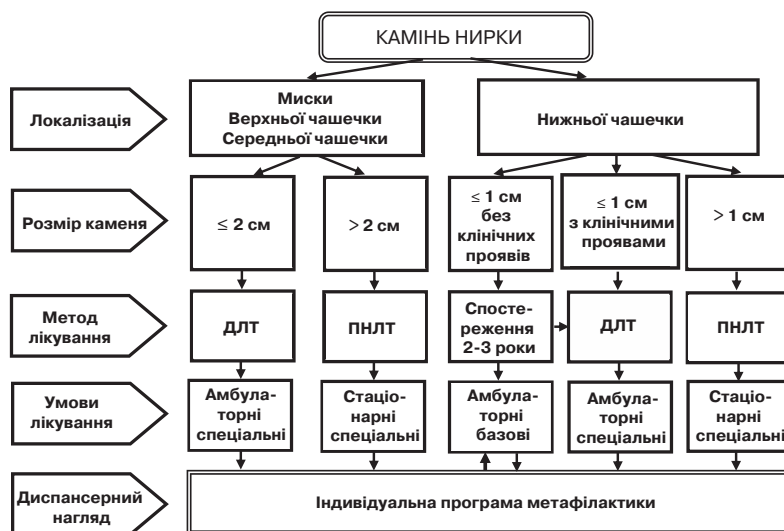 КАМІНЬ НИРКИ
Локалізація
Миски
Верхньої чашечки
Середньої чашечки
Нижньої чашечки
Розмір каменя
≤ 2 см
> 2 см
≤ 1 см
без
клінічних
проявів
≤ 1 см
з клінічними
проявами
> 1 см
Метод
лікування
ДЛТ
ПНЛТ
Спосте-
реження
2-3 роки
ДЛТ
ПНЛТ
Умови
лікування
Амбула-
торні
спеціальні
Стаціо-
нарні
спеціальні
Амбула-
торні
базові
Амбула-
торні
спеціальні
Стаціо-
нарні
спеціальні
Диспансерний
нагляд
Індивідуальна програма метафілактики